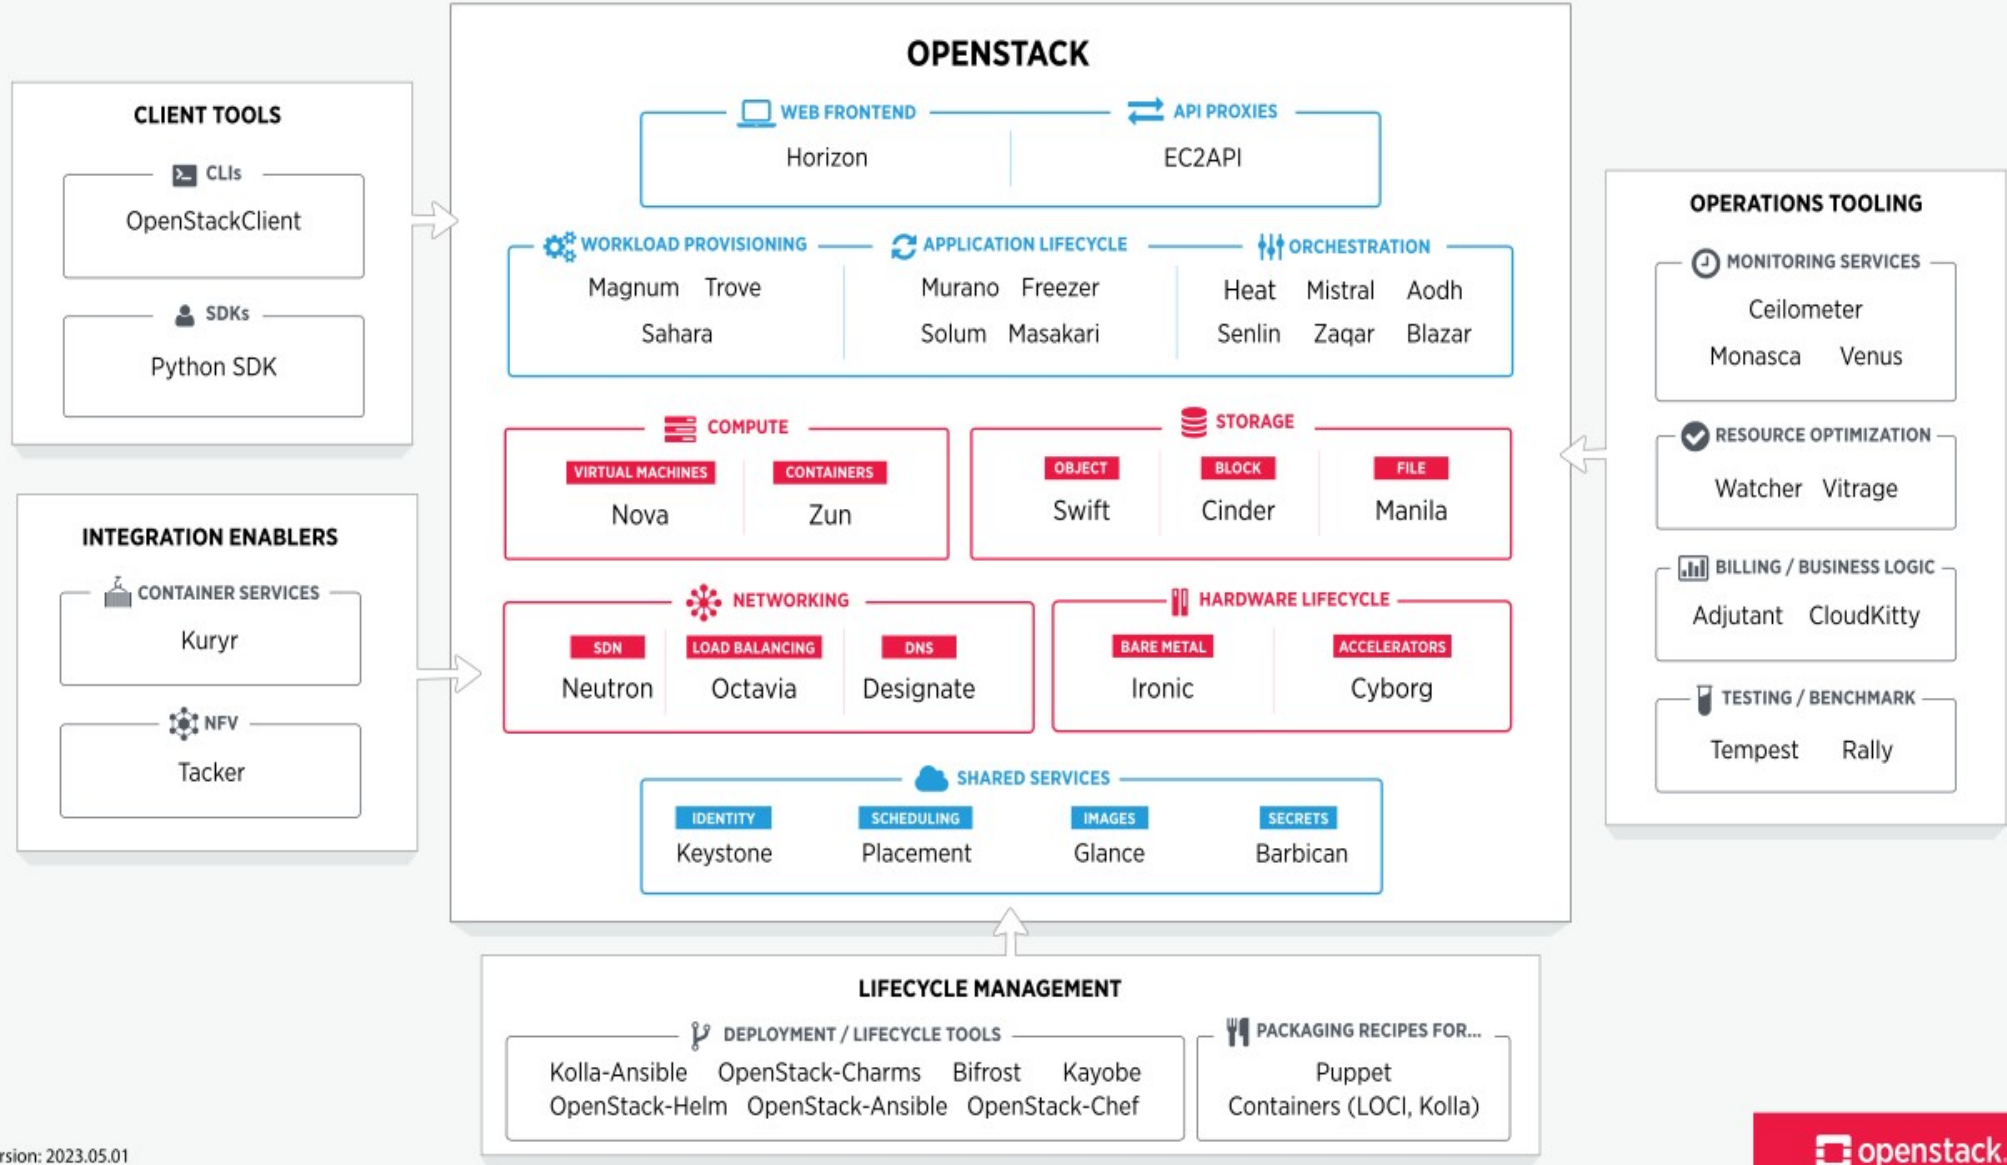 OPENSTACK
WEB FRONTEND
Horizon
API PROXIES
EC2API
WORKLOAD PROVISIONING
Magnum Trove
Sahara
APPLICATION LIFECYCLE
Murano Freezer
Solum Masakari
ORCHESTRATION
Heat Mistral Aodh
Senlin Zaqar Blazar
COMPUTE
VIRTUAL MACHINES
Nova
CONTAINERS
Zun
STORAGE
OBJECT
Swift
BLOCK
Cinder
FILE
Manila
NETWORKING
SDN
Neutron
LOAD BALANCING
Octavia
DNS
Designate
HARDWARE LIFECYCLE
BARE METAL
Ironic
ACCELERATORS
Cyborg
SHARED SERVICES
IDENTITY
Keystone
SCHEDULING
Placement
IMAGES
Glance
SECRETS
Barbican
CLIENT TOOLS
CLIs
OpenStackClient
SDKs
Python SDK
INTEGRATION ENABLERS
CONTAINER SERVICES
Kuryr
NFV
Tacker
OPERATIONS TOOLING
MONITORING SERVICES
Ceilometer
Monasca Venus
RESOURCE OPTIMIZATION
Watcher Vitrage
BILLING / BUSINESS LOGIC
Adjutant CloudKitty
TESTING / BENCHMARK
Tempest Rally
LIFECYCLE MANAGEMENT
DEPLOYMENT / LIFECYCLE TOOLS
Kolla-Ansible OpenStack-Charms Bifrost Kayobe
OpenStack-Helm OpenStack-Ansible OpenStack-Chef
PACKAGING RECIPES FOR...
Puppet
Containers (LOCI, Kolla)
rsion: 2023.05.01
openstack.